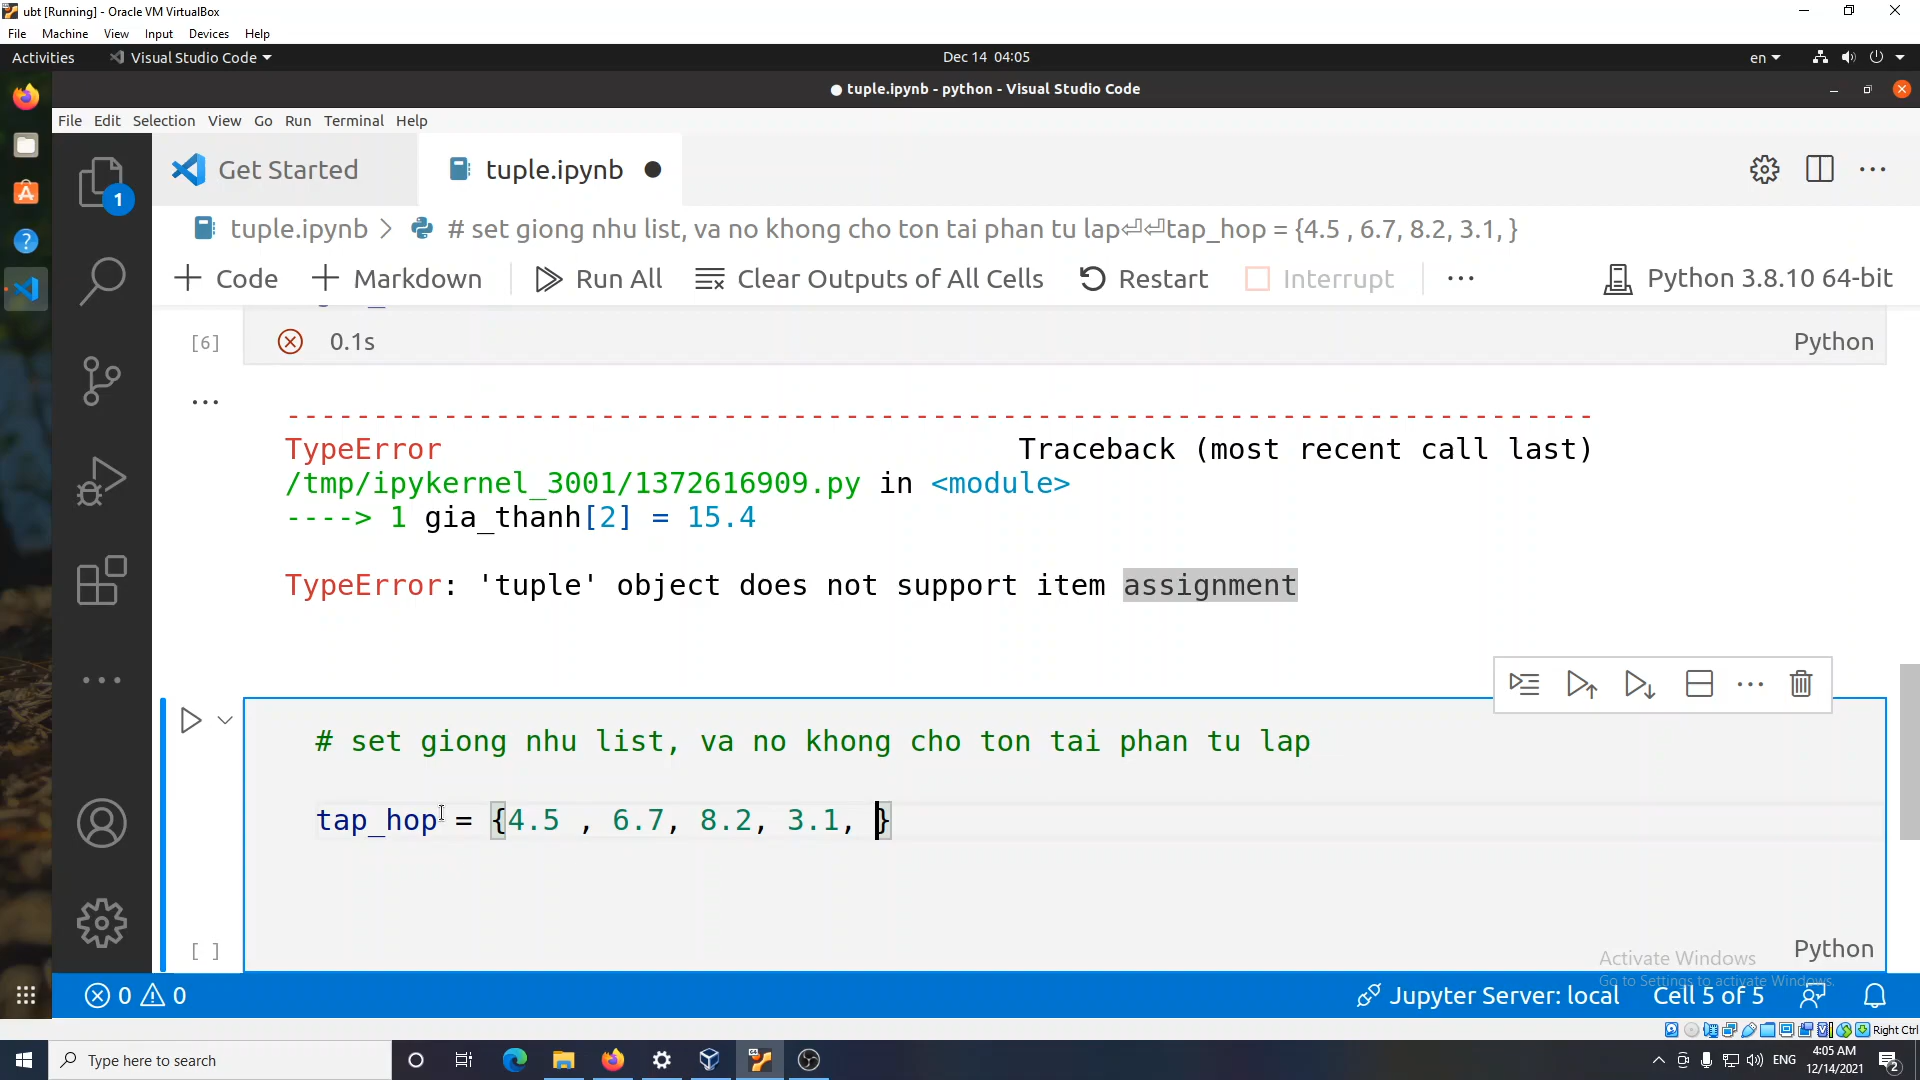 ubt [Running] - Oracle VM VirtualBox
File Machine View Input Devices Help
Activities Visual Studio Code Dec 14 04:05 en
● tuple.ipynb - python - Visual Studio Code
File Edit Selection View Go Run Terminal Help
Get Started tuple.ipynb
1
tuple.ipynb > # set giong nhu list, va no khong cho ton tai phan tu lap⏎⏎tap_hop = {4.5 , 6.7, 8.2, 3.1, }
+ Code + Markdown Run All Clear Outputs of All Cells Restart Interrupt ... Python 3.8.10 64-bit
[6] 0.1s Python
...
---------------------------------------------------------------------------
TypeError Traceback (most recent call last)
/tmp/ipykernel_3001/1372616909.py in <module>
----> 1 gia_thanh[2] = 15.4
TypeError: 'tuple' object does not support item assignment
# set giong nhu list, va no khong cho ton tai phan tu lap
tap_hop = {4.5 , 6.7, 8.2, 3.1, }
[ ] Python
Activate Windows
Go to Settings to activate Windows.
0 0 Jupyter Server: local Cell 5 of 5
Right Ctrl
Type here to search ENG 4:05 AM
12/14/2021 2